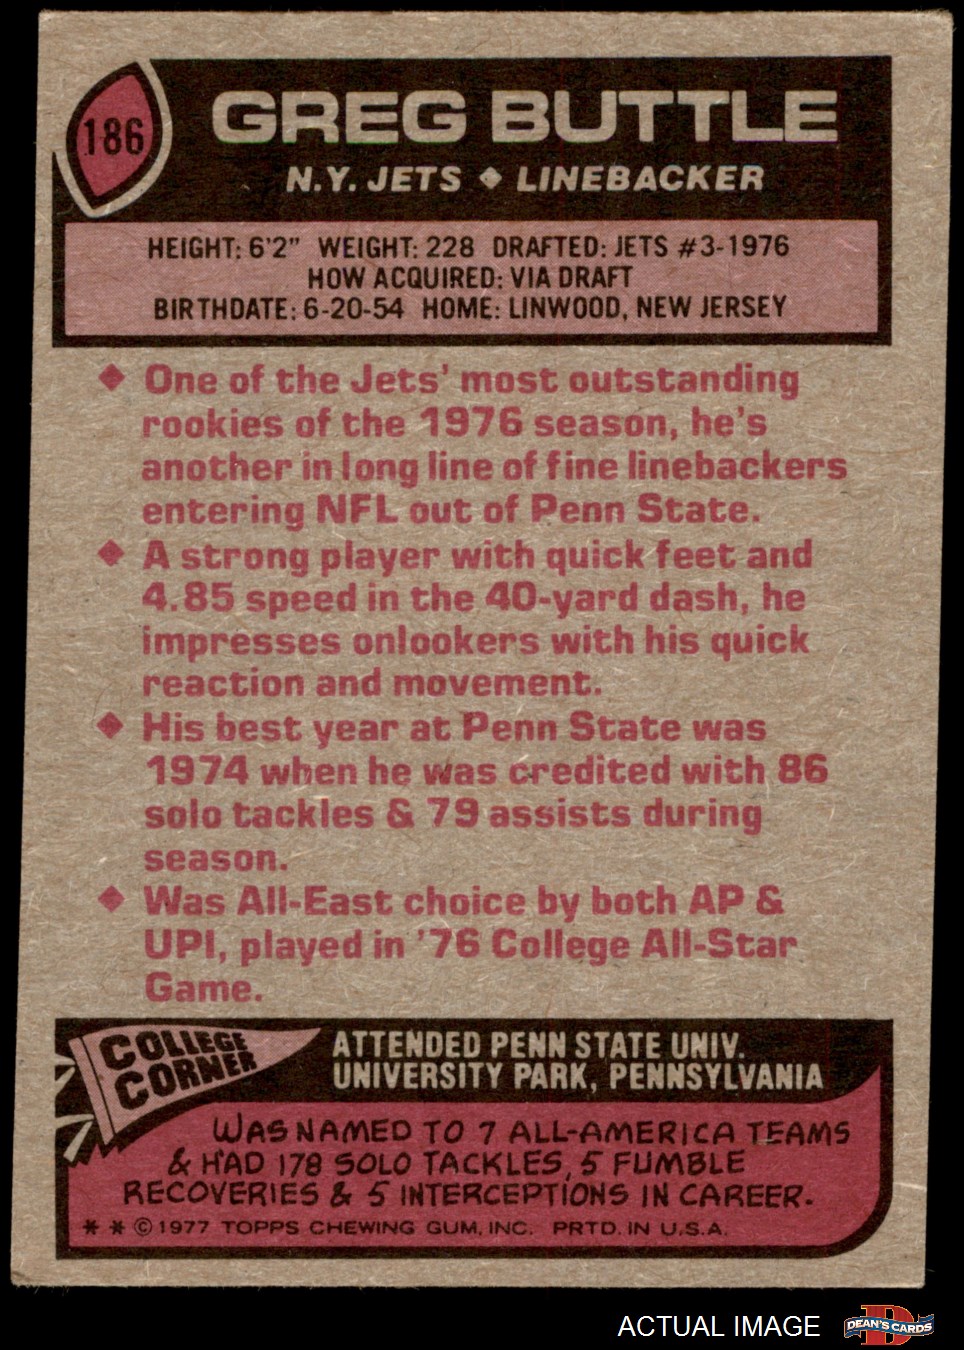 186
GREG BUTTLE
N.Y. JETS ◆ LINEBACKER
HEIGHT: 6'2" WEIGHT: 228 DRAFTED: JETS #3-1976
HOW ACQUIRED: VIA DRAFT
BIRTHDATE: 6-20-54 HOME: LINWOOD, NEW JERSEY
◆ One of the Jets' most outstanding
rookies of the 1976 season, he's
another in long line of fine linebackers
entering NFL out of Penn State.
◆ A strong player with quick feet and
4.85 speed in the 40-yard dash, he
impresses onlookers with his quick
reaction and movement.
◆ His best year at Penn State was
1974 when he was credited with 86
solo tackles & 79 assists during
season.
◆ Was All-East choice by both AP &
UPI, played in '76 College All-Star
Game.
COLLEGE
CORNER
ATTENDED PENN STATE UNIV.
UNIVERSITY PARK, PENNSYLVANIA
WAS NAMED TO 7 ALL-AMERICA TEAMS
& HAD 178 SOLO TACKLES, 5 FUMBLE
RECOVERIES & 5 INTERCEPTIONS IN CAREER.
* * © 1977 TOPPS CHEWING GUM, INC. PRTD. IN U.S.A.
ACTUAL IMAGE
D
DEAN'S CARDS